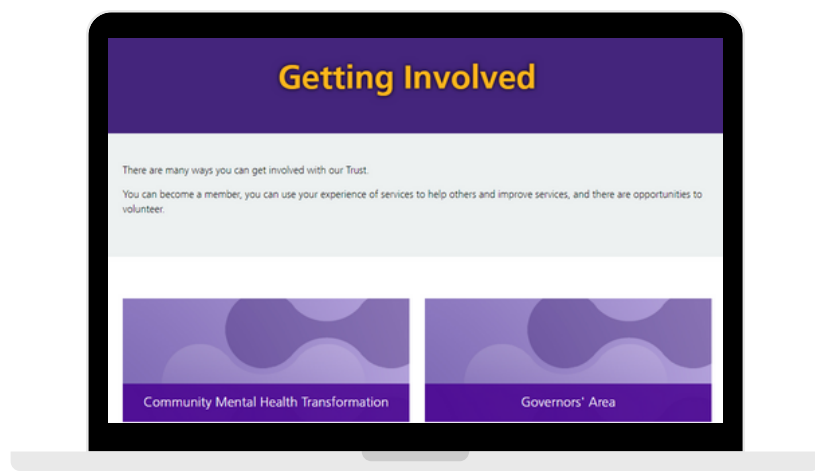 Getting Involved
There are many ways you can get involved with our Trust.
You can become a member, you can use your experience of services to help others and improve services, and there are opportunities to
volunteer.
Community Mental Health Transformation
Governors' Area